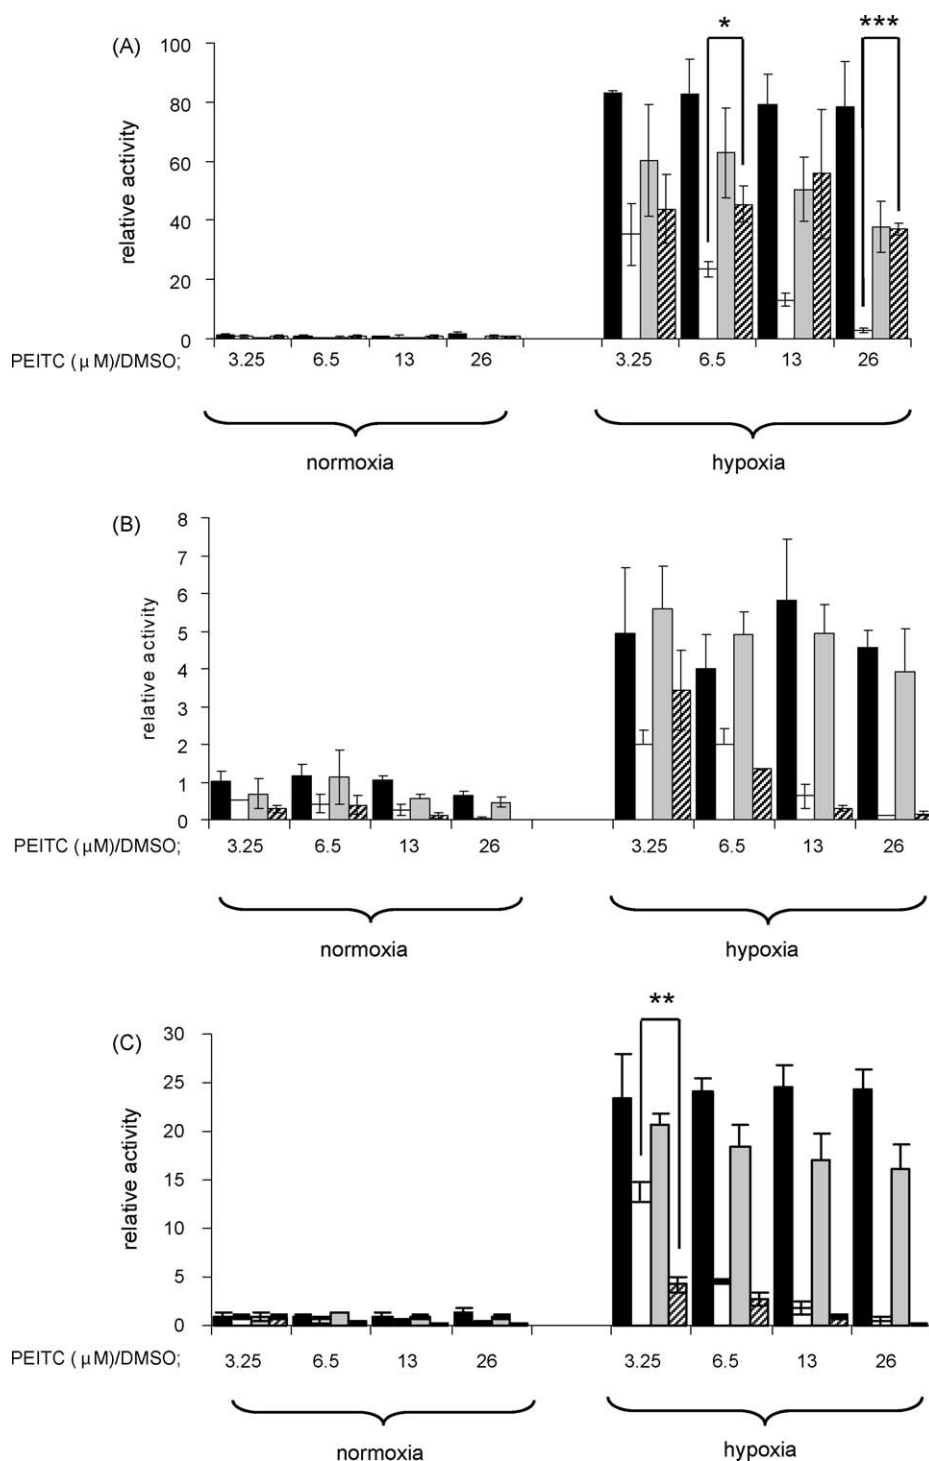 (A)
*
***
relative activity
100
80
60
40
20
0
PEITC (μM)/DMSO;
3.25 6.5 13 26
3.25 6.5 13 26
normoxia
hypoxia
(B)
relative activity
8
7
6
5
4
3
2
1
0
PEITC (μM)/DMSO;
3.25 6.5 13 26
3.25 6.5 13 26
normoxia
hypoxia
(C)
**
relative activity
30
25
20
15
10
5
0
PEITC (μM)/DMSO;
3.25 6.5 13 26
3.25 6.5 13 26
normoxia
hypoxia